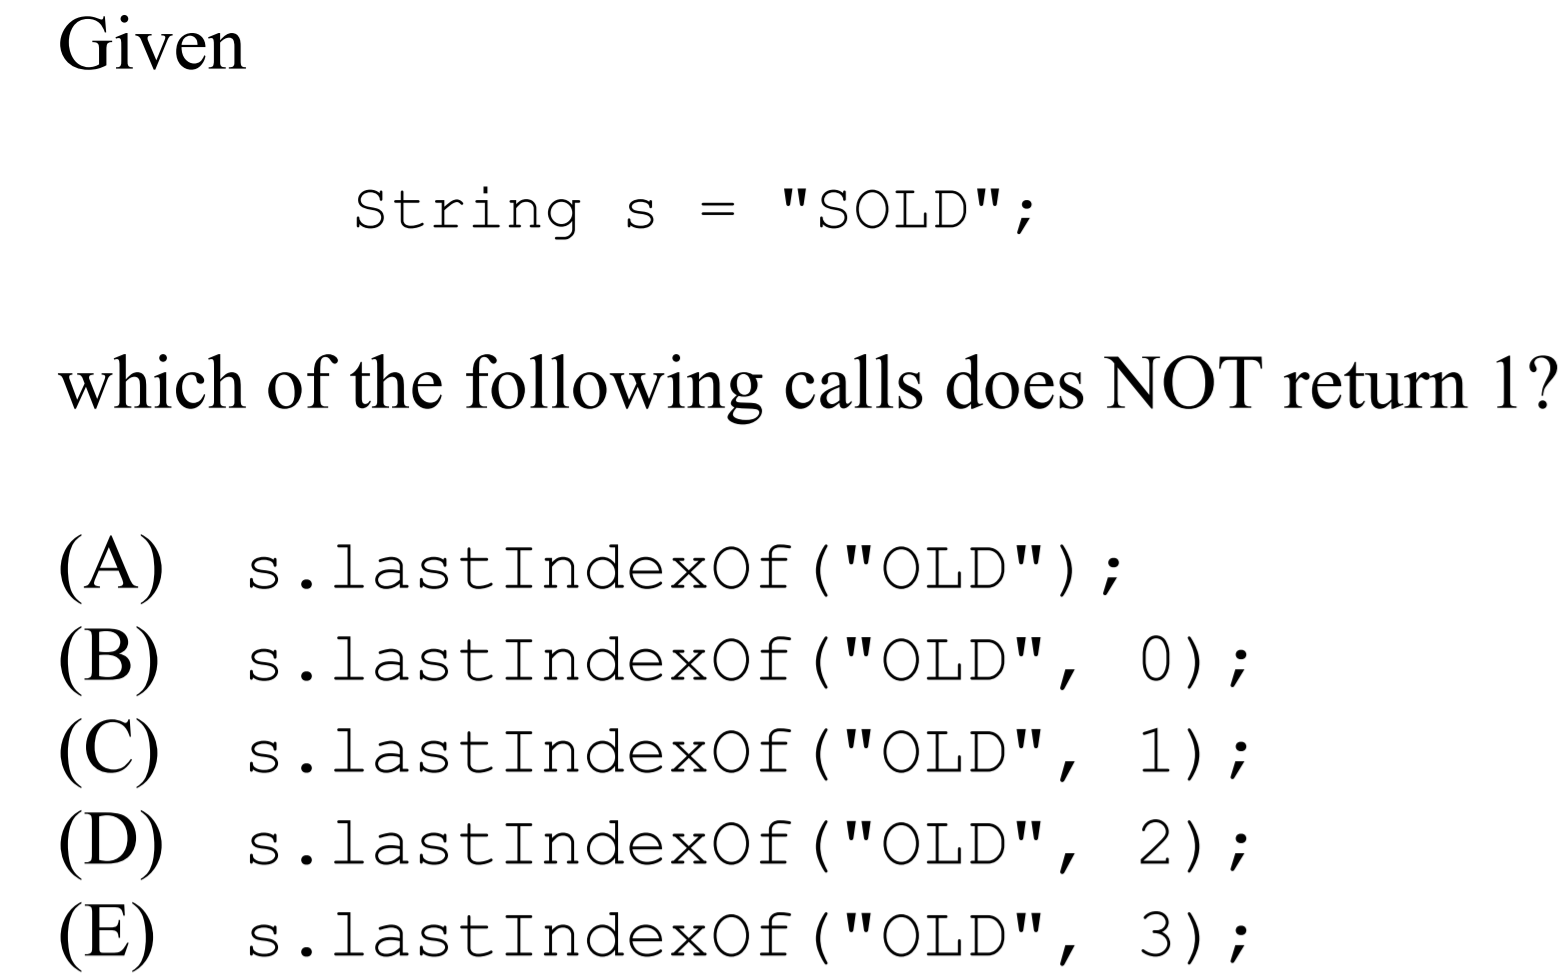 Given
String s = "SOLD";
which of the following calls does NOT return 1?
(A) s.lastIndexOf("OLD");
(B) s.lastIndexOf("OLD", 0);
(C) s.lastIndexOf("OLD", 1);
(D) s.lastIndexOf("OLD", 2);
(E) s.lastIndexOf("OLD", 3);